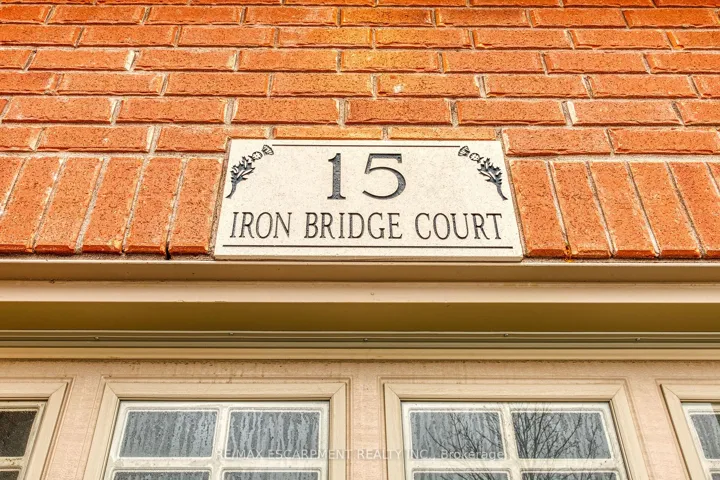 15
IRON BRIDGE COURT
RE/MAX ESCARPMENT REALTY INC., Brokerage